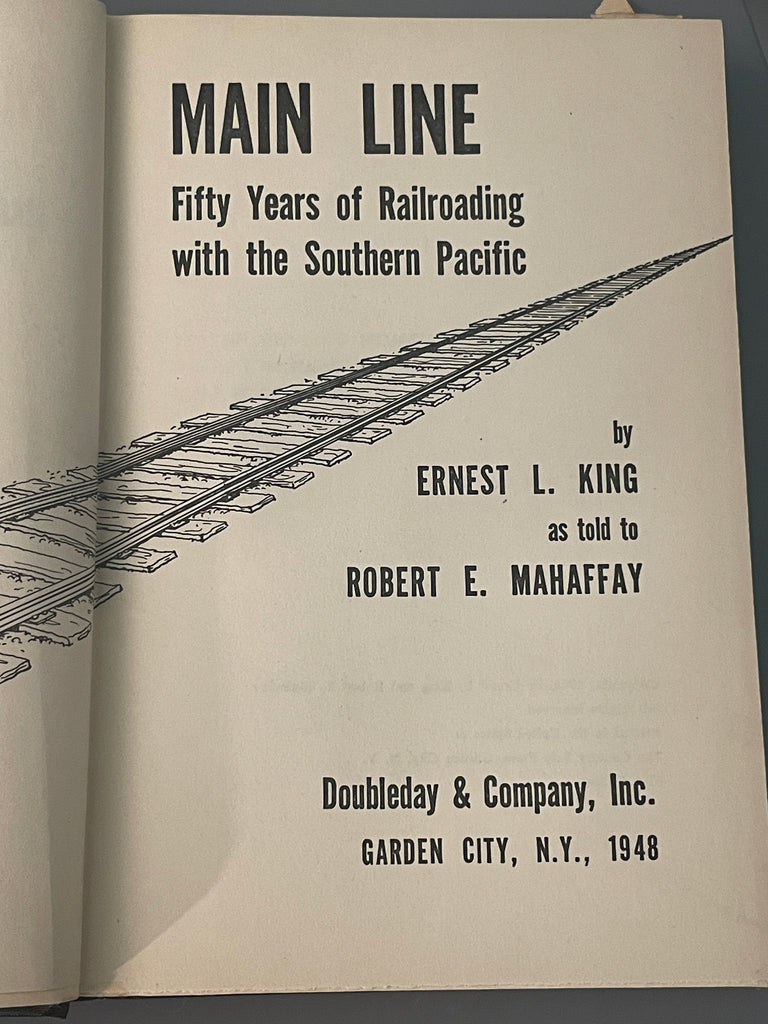 MAIN LINE
Fifty Years of Railroading
with the Southern Pacific
by
ERNEST L. KING
as told to
ROBERT E. MAHAFFAY
Doubleday & Company, Inc.
GARDEN CITY, N.Y., 1948